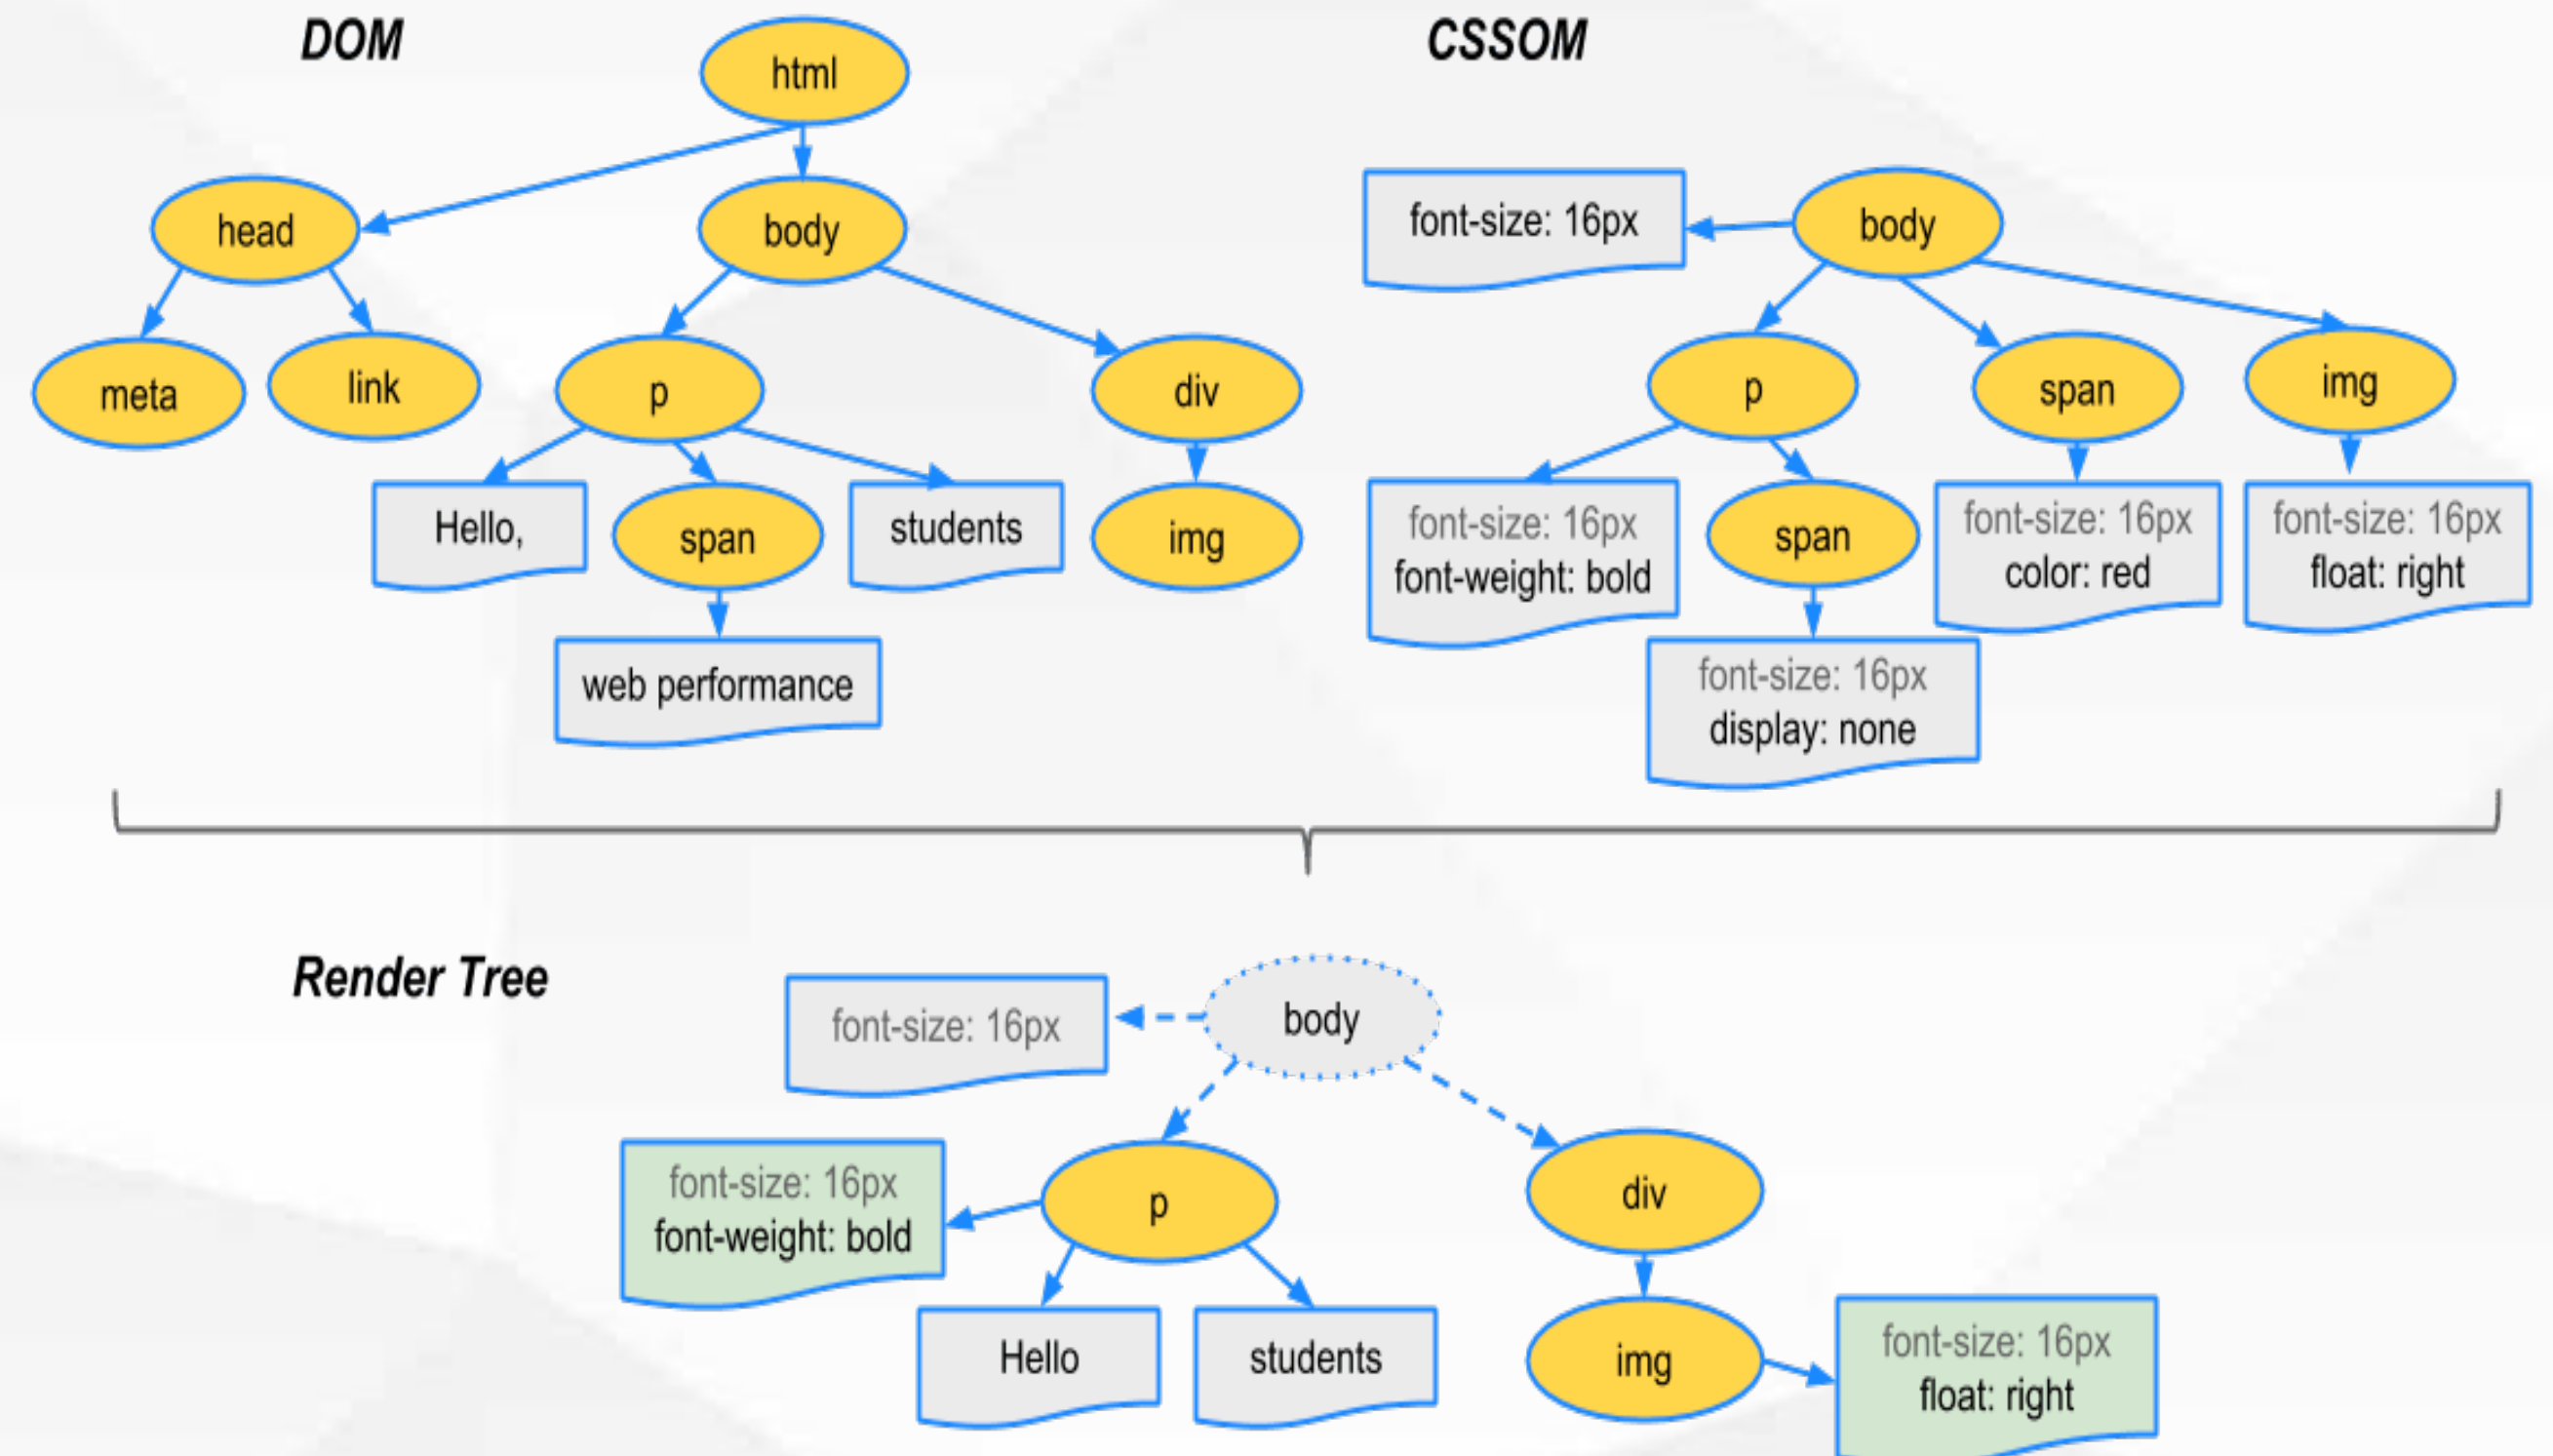 DOM
html
head
body
meta
link
p
div
Hello,
span
students
img
web performance
CSSOM
font-size: 16px
body
p
span
img
font-size: 16px
font-weight: bold
span
font-size: 16px
color: red
font-size: 16px
float: right
font-size: 16px
display: none
Render Tree
font-size: 16px
body
font-size: 16px
font-weight: bold
p
div
Hello
students
img
font-size: 16px
float: right